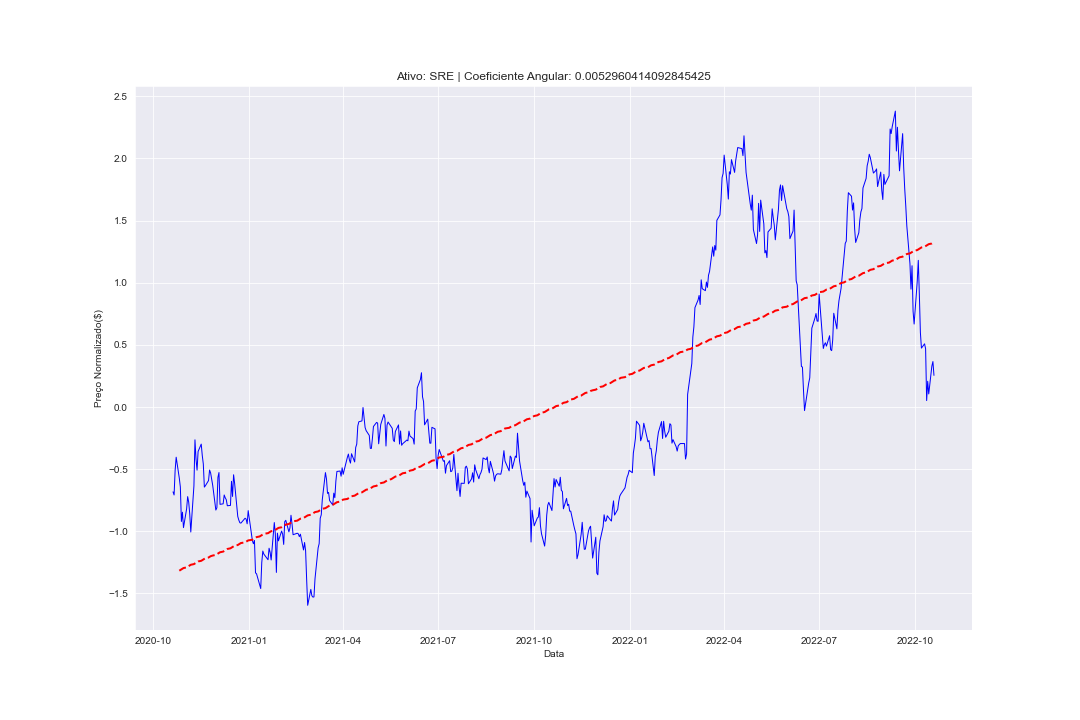 Ativo: SRE | Coeficiente Angular: 0.0052960414092845425
2.5
2.0
1.5
1.0
0.5
0.0
−0.5
−1.0
−1.5
Preço Normalizado($)
2020-10 2021-01 2021-04 2021-07 2021-10 2022-01 2022-04 2022-07 2022-10
Data